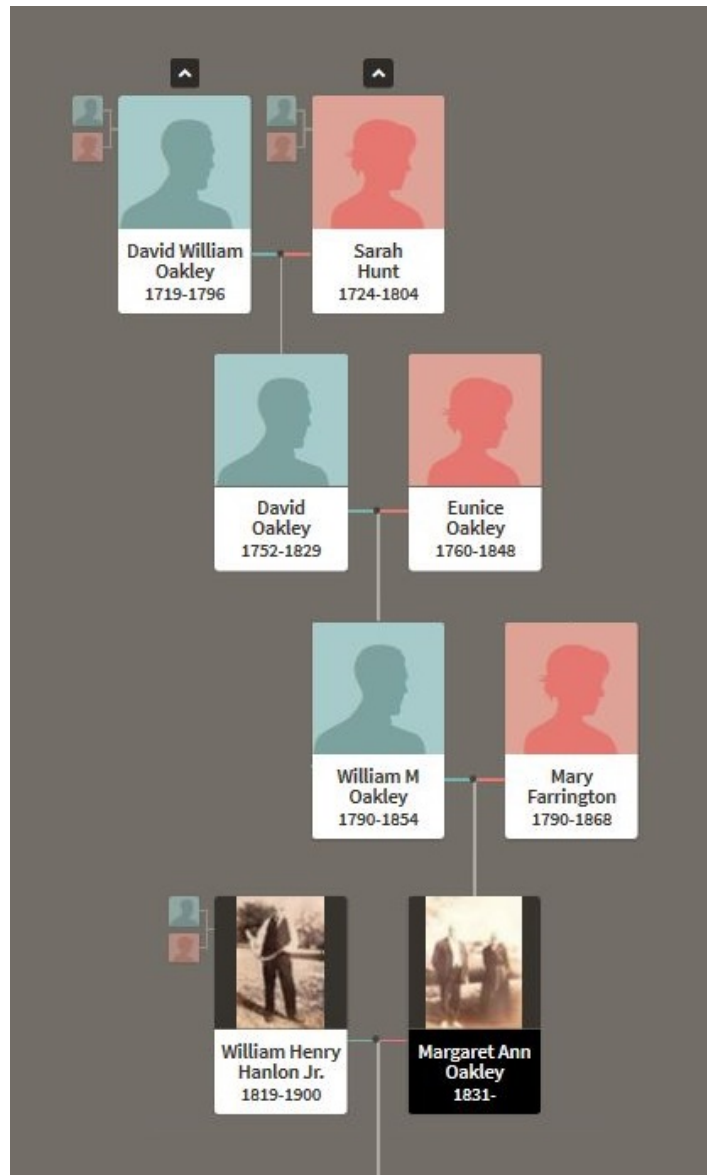 David William
Oakley
1719-1796
Sarah
Hunt
1724-1804
David
Oakley
1752-1829
Eunice
Oakley
1760-1848
William M
Oakley
1790-1854
Mary
Farrington
1790-1868
William Henry
Hanlon Jr.
1819-1900
Margaret Ann
Oakley
1831-